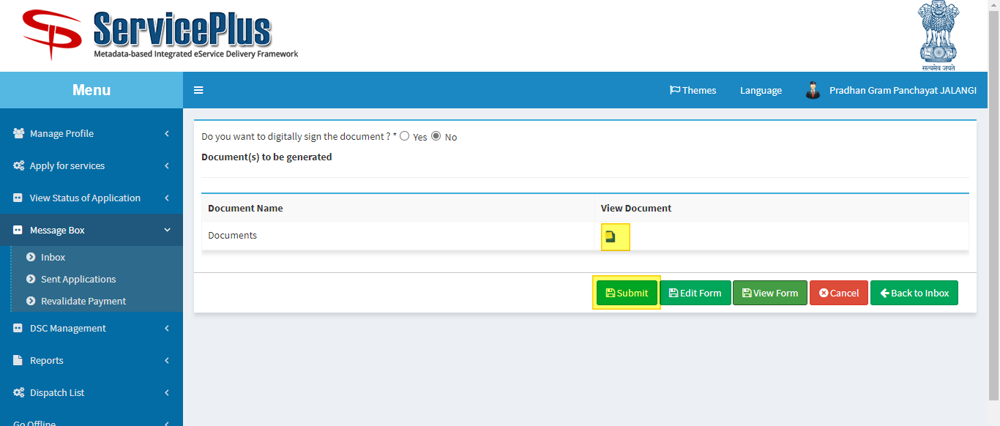 ServicePlus
Metadata-based Integrated eService Delivery Framework
सत्यमेव जयते
Menu
Themes
Language
Pradhan Gram Panchayat JALANGI
Manage Profile
Apply for services
View Status of Application
Message Box
Inbox
Sent Applications
Revalidate Payment
DSC Management
Reports
Dispatch List
Go Offline
Do you want to digitally sign the document ? * Yes No
Document(s) to be generated
Document Name View Document
Documents
Submit Edit Form View Form Cancel Back to Inbox